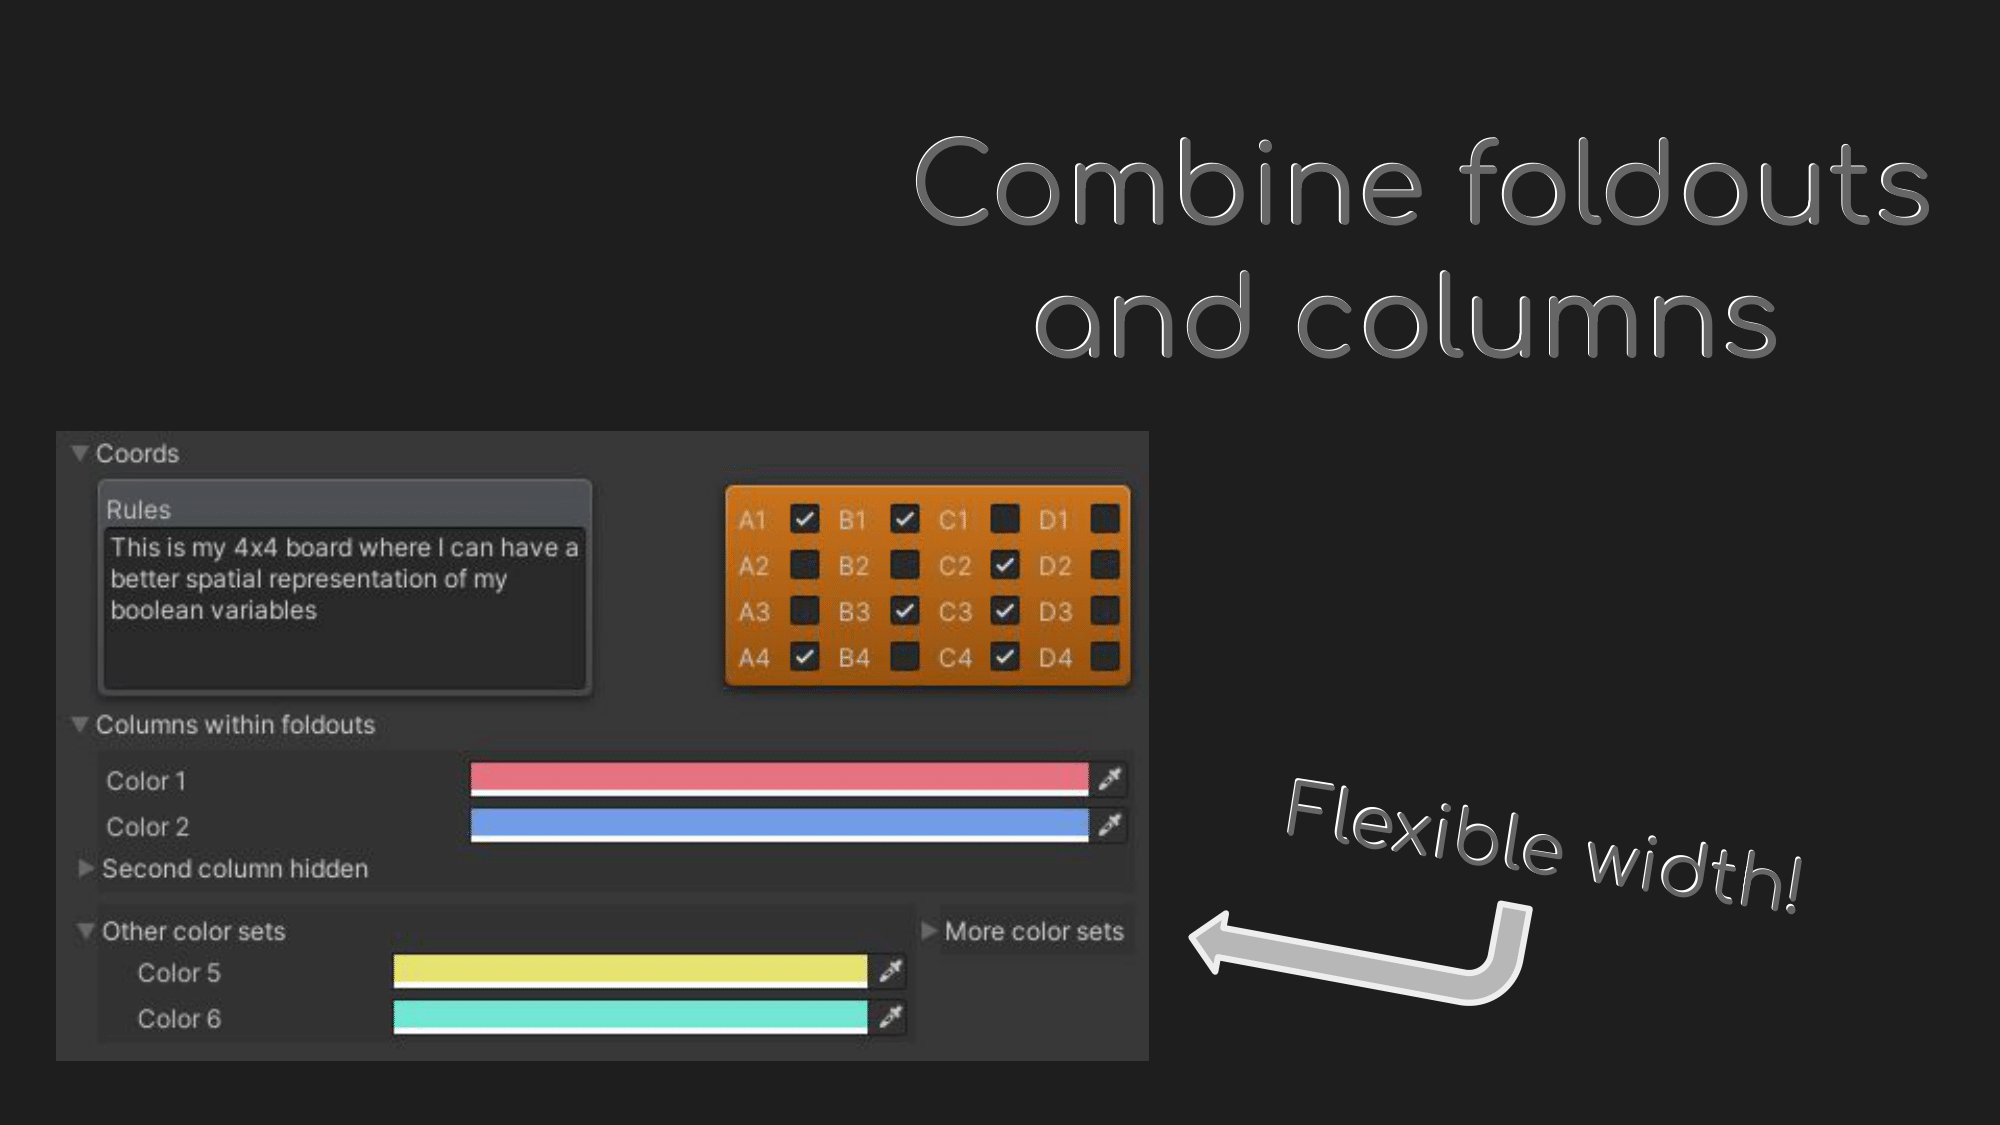 Combine foldouts
and columns
Coords
Rules
This is my 4x4 board where I can have a
better spatial representation of my
boolean variables
A1 B1 C1 D1
A2 B2 C2 D2
A3 B3 C3 D3
A4 B4 C4 D4
Columns within foldouts
Color 1
Color 2
Second column hidden
Other color sets
More color sets
Color 5
Color 6
Flexible width!